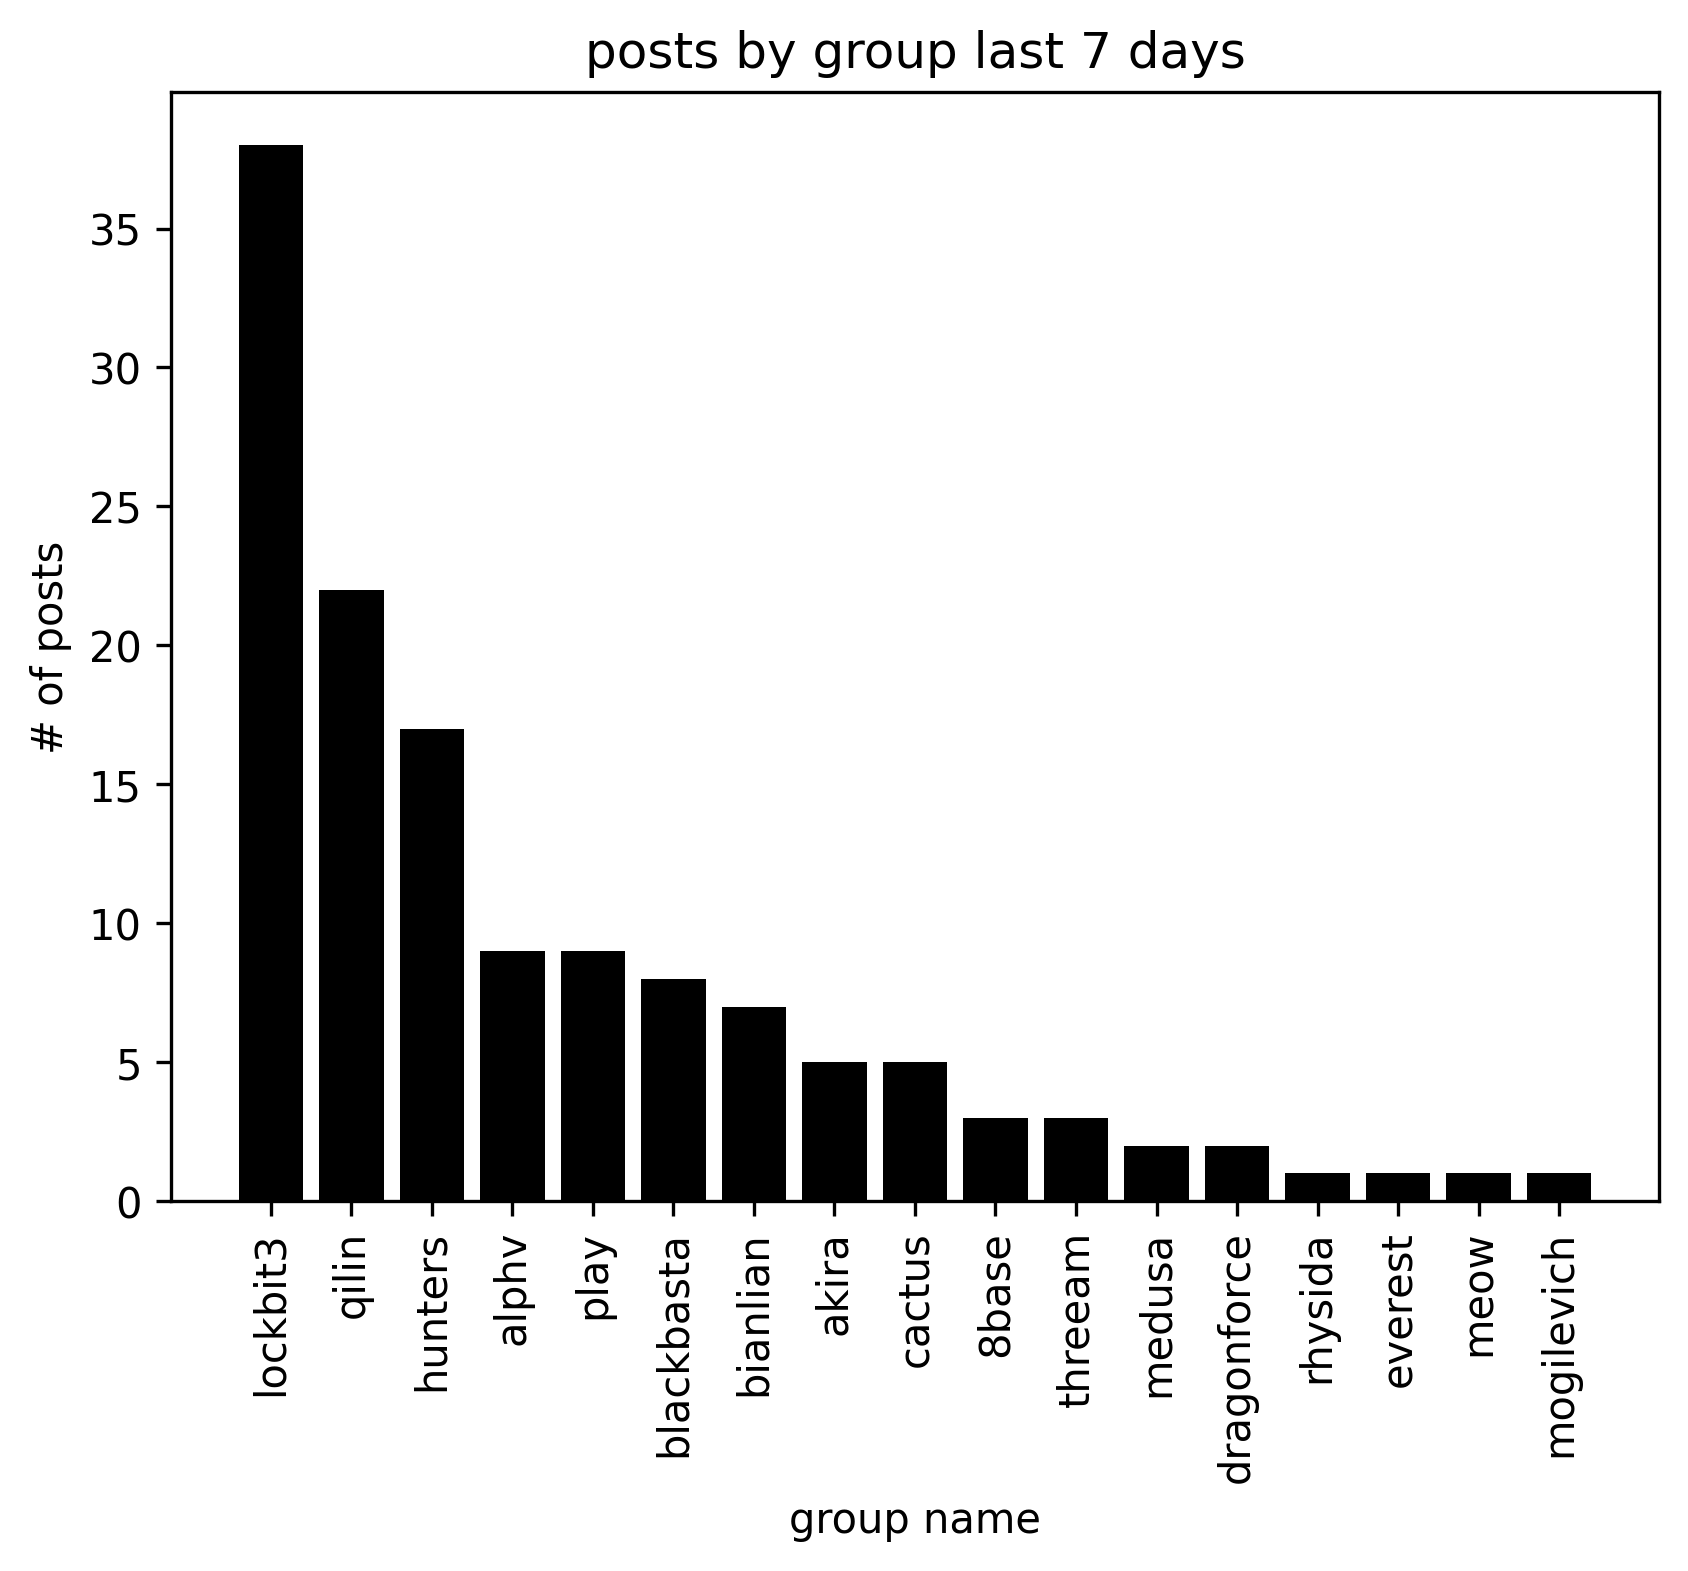 posts by group last 7 days
# of posts
35
30
25
20
15
10
5
0
lockbit3
qilin
hunters
alphv
play
blackbasta
bianlian
akira
cactus
8base
threeam
medusa
dragonforce
rhysida
everest
meow
mogilevich
group name